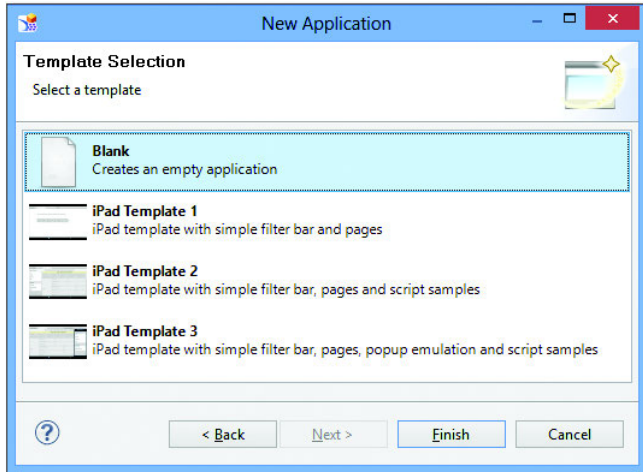 New Application
Template Selection
Select a template
Blank
Creates an empty application
iPad Template 1
iPad template with simple filter bar and pages
iPad Template 2
iPad template with simple filter bar, pages and script samples
iPad Template 3
iPad template with simple filter bar, pages, popup emulation and script samples
? < Back Next > Finish Cancel